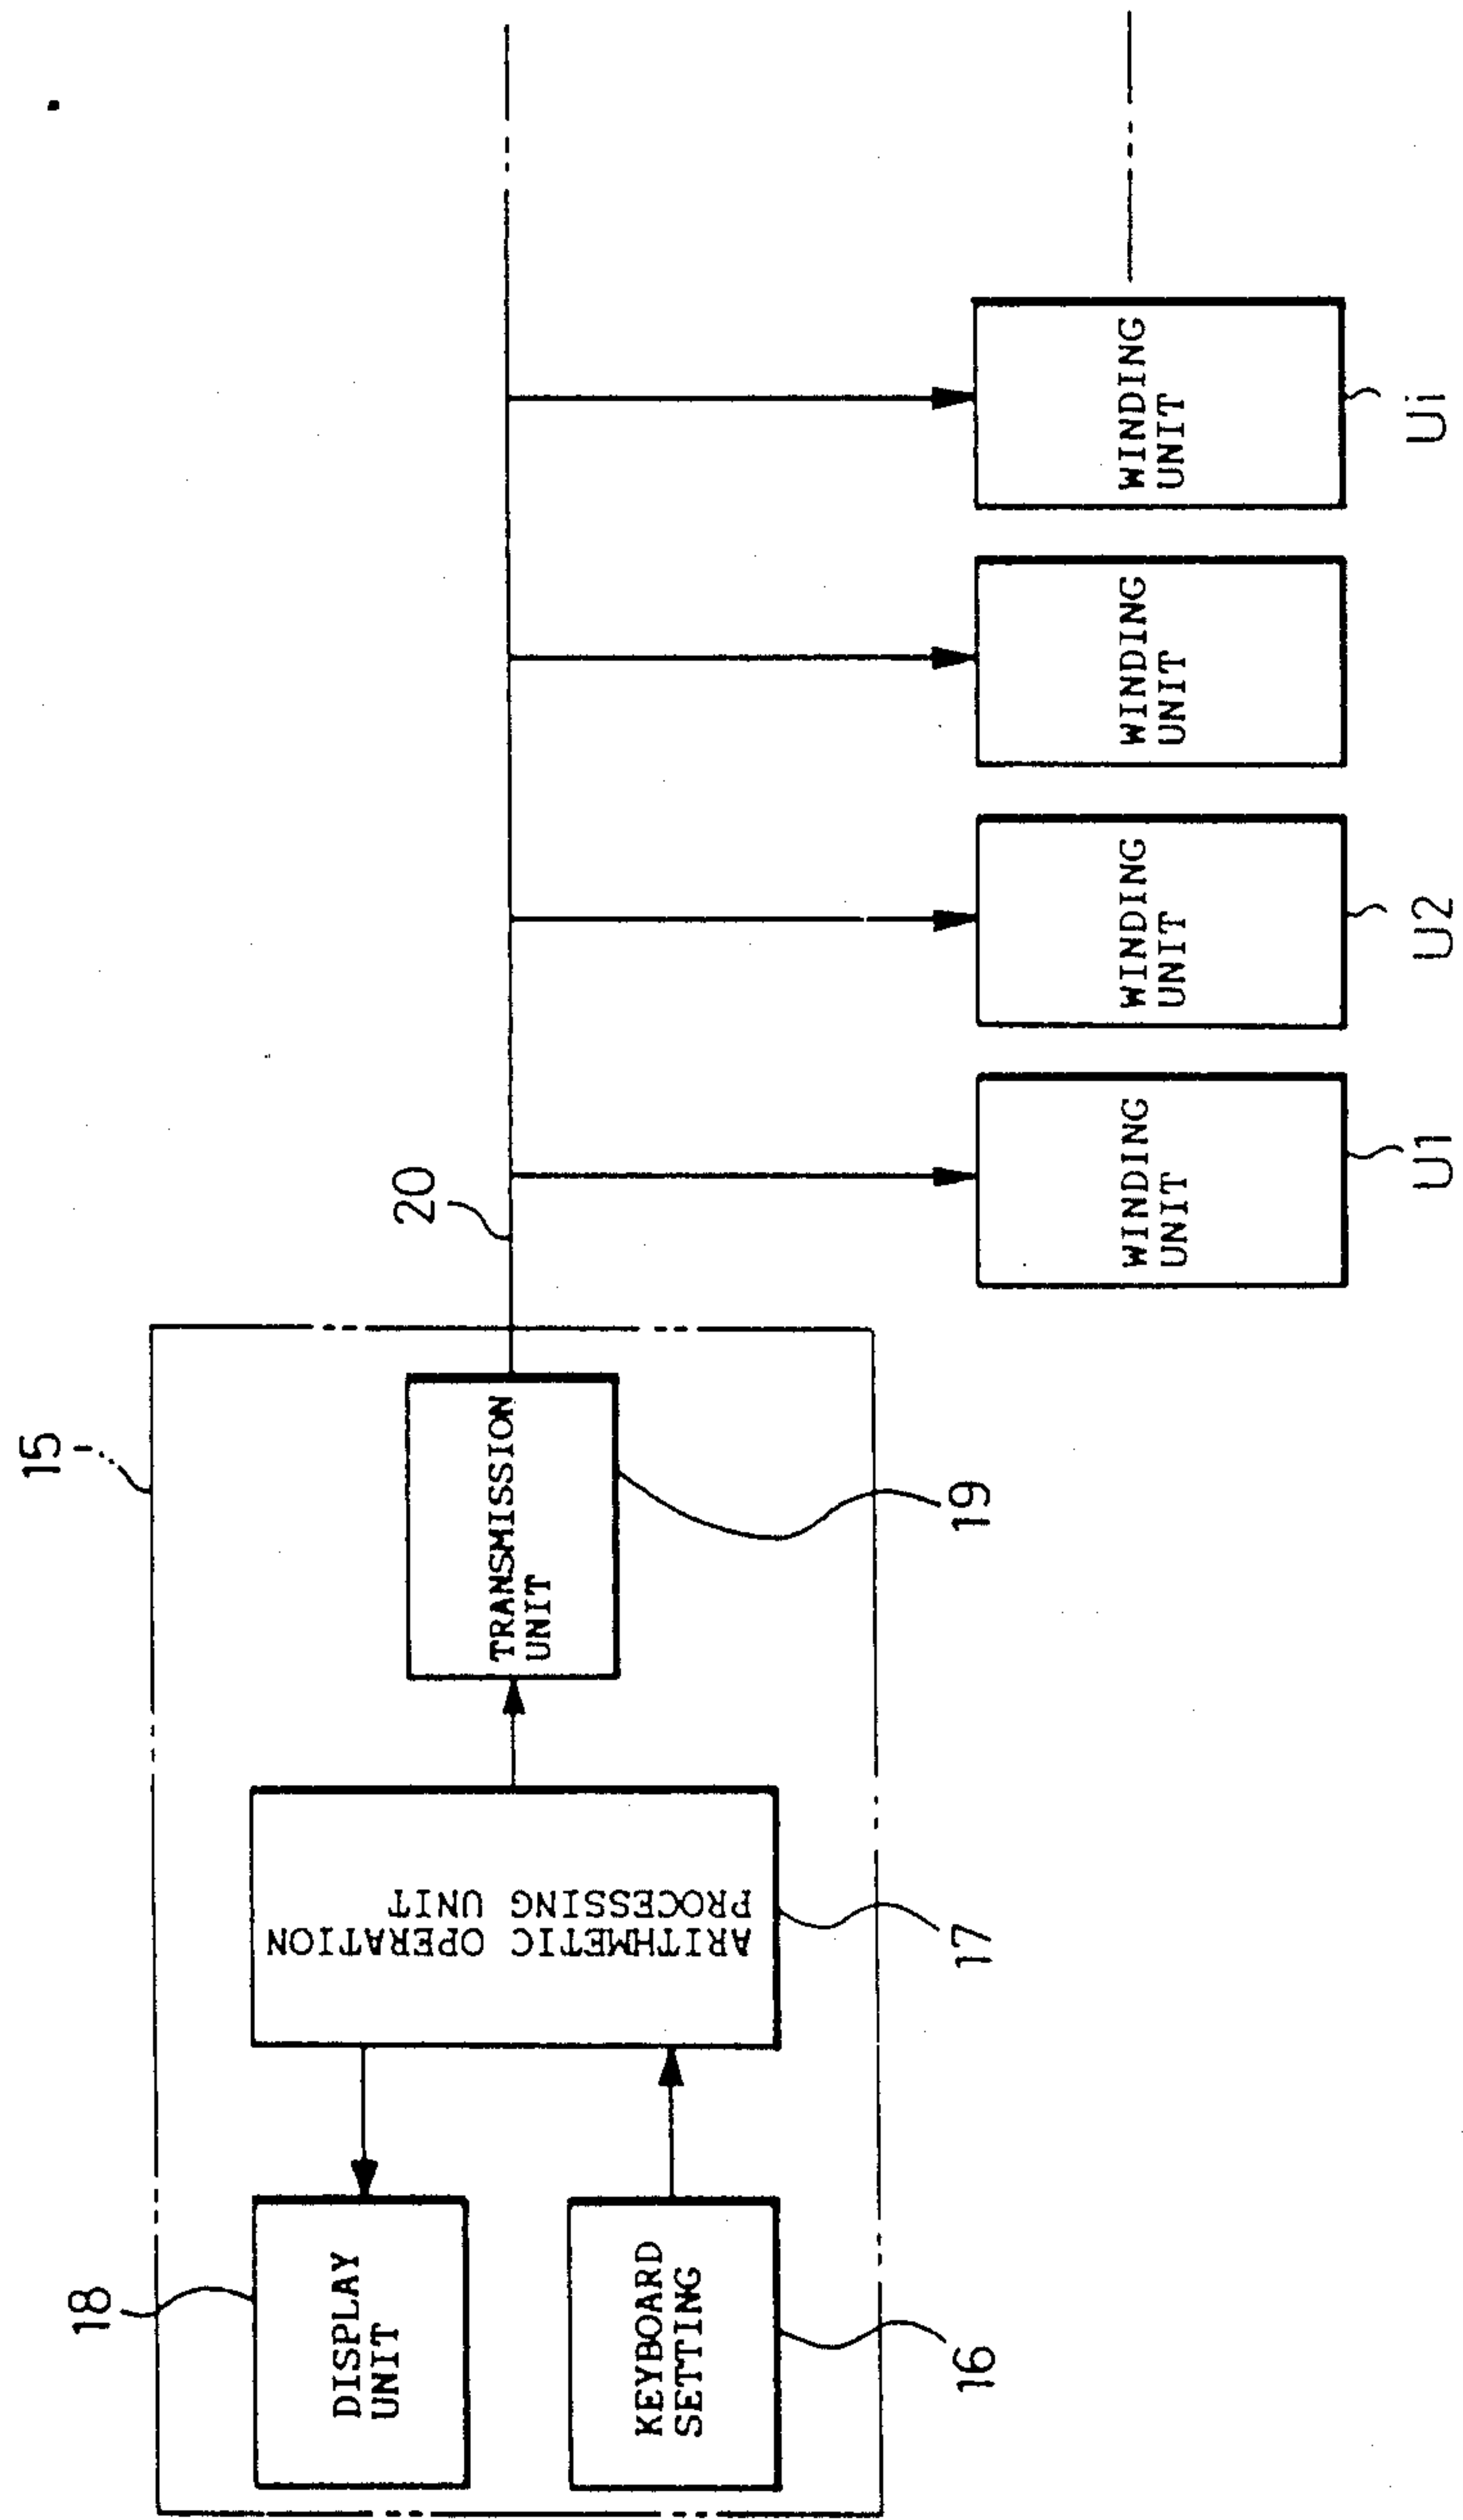 15
18
DISPLAY
UNIT
KEYBOARD
SETTING
16
ARITHMETIC OPERATION
PROCESSING UNIT
17
TRANSMISSION
UNIT
19
20
WINDING
UNIT
U1
WINDING
UNIT
U2
WINDING
UNIT
WINDING
UNIT
Ui